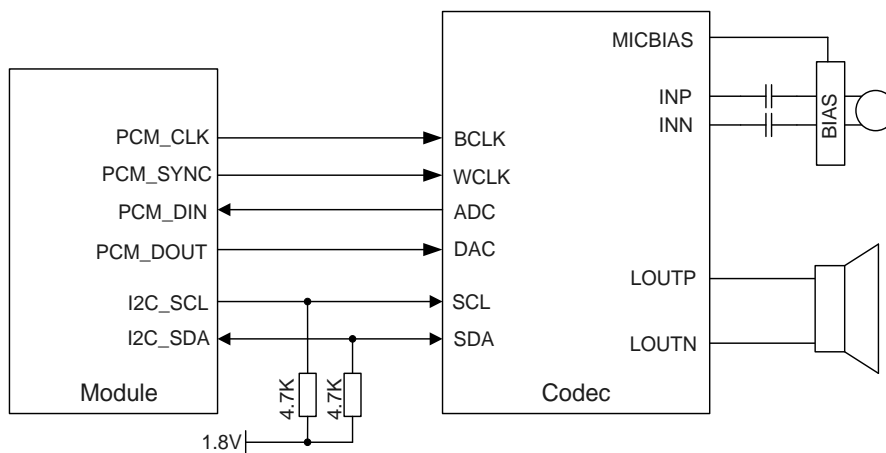 MICBIAS
INP
INN
BIAS
PCM_CLK
BCLK
PCM_SYNC
WCLK
PCM_DIN
ADC
PCM_DOUT
DAC
LOUTP
I2C_SCL
SCL
I2C_SDA
SDA
LOUTN
Module
4.7K
4.7K
Codec
1.8V